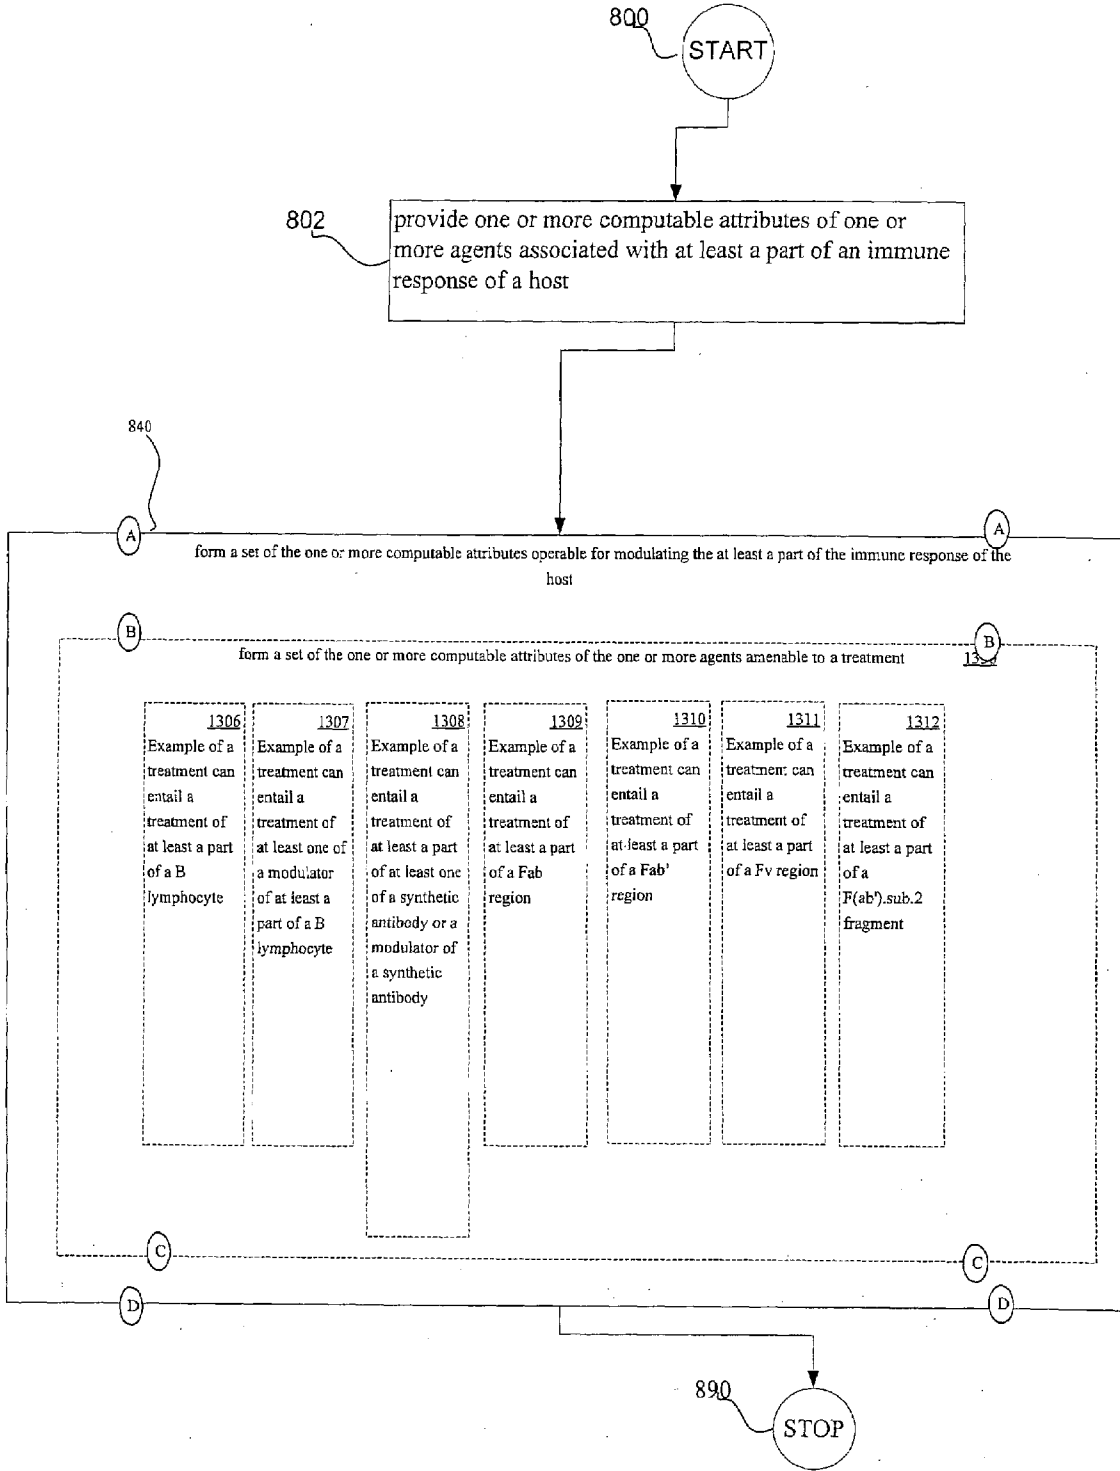 800
START
802
provide one or more computable attributes of one or
more agents associated with at least a part of an immune
response of a host
840
A
A
form a set of the one or more computable attributes operable for modulating the at least a part of the immune response of the
host
B
B
form a set of the one or more computable attributes of the one or more agents amenable to a treatment
1306
Example of a
treatment can
entail a
treatment of
at least a part
of a B
lymphocyte
1307
Example of a
treatment can
entail a
treatment of
at least one of
a modulator
of at least a
part of a B
lymphocyte
1308
Example of a
treatment can
entail a
treatment of
at least a part
of at least one
of a synthetic
antibody or a
modulator of
a synthetic
antibody
1309
Example of a
treatment can
entail a
treatment of
at least a part
of a Fab
region
1310
Example of a
treatment can
entail a
treatment of
at least a part
of a Fab'
region
1311
Example of a
treatment can
entail a
treatment of
at least a part
of a Fv region
1312
Example of a
treatment can
entail a
treatment of
at least a part
of a
F(ab').sub.2
fragment
C
C
D
D
890
STOP